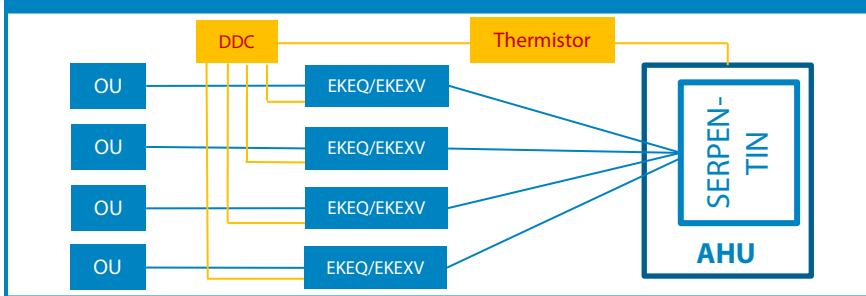 DDC
Thermistor
OU
EKEQ/EKEXV
OU
EKEQ/EKEXV
OU
EKEQ/EKEXV
OU
EKEQ/EKEXV
SERPEN-
TIN
AHU